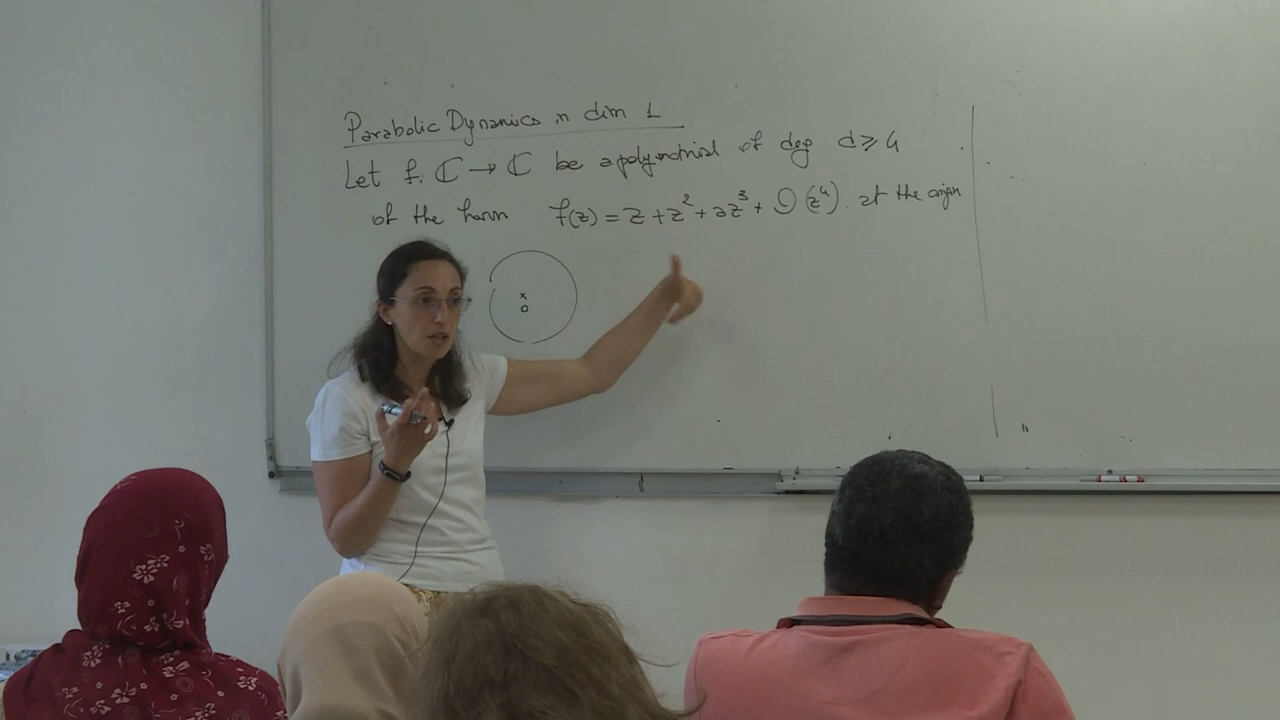 Parabolic Dynamics in dim 1
Let f: ℂ → ℂ be a polynomial of deg d ⩾ 4
of the form f(z) = z + z² + az³ + O(z⁴) at the origin
x
0